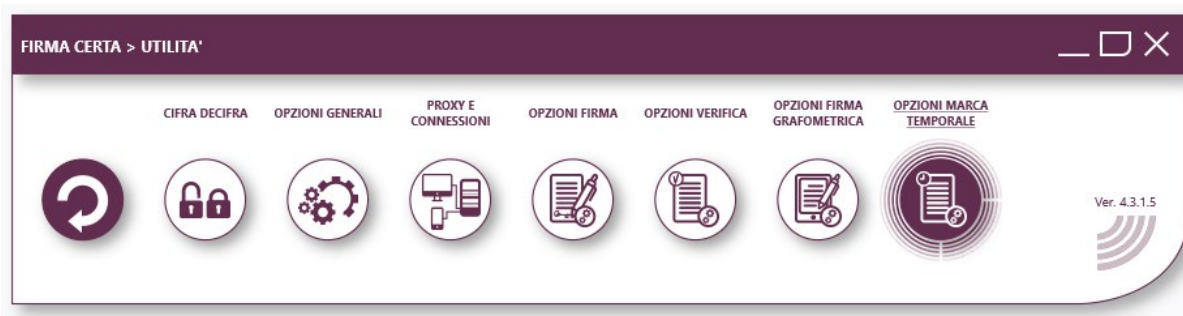 FIRMA CERTA > UTILITA'
CIFRA DECIFRA
OPZIONI GENERALI
PROXY E
CONNESSIONI
OPZIONI FIRMA
OPZIONI VERIFICA
OPZIONI FIRMA
GRAFOMETRICA
OPZIONI MARCA
TEMPORALE
Ver. 4.3.1.5